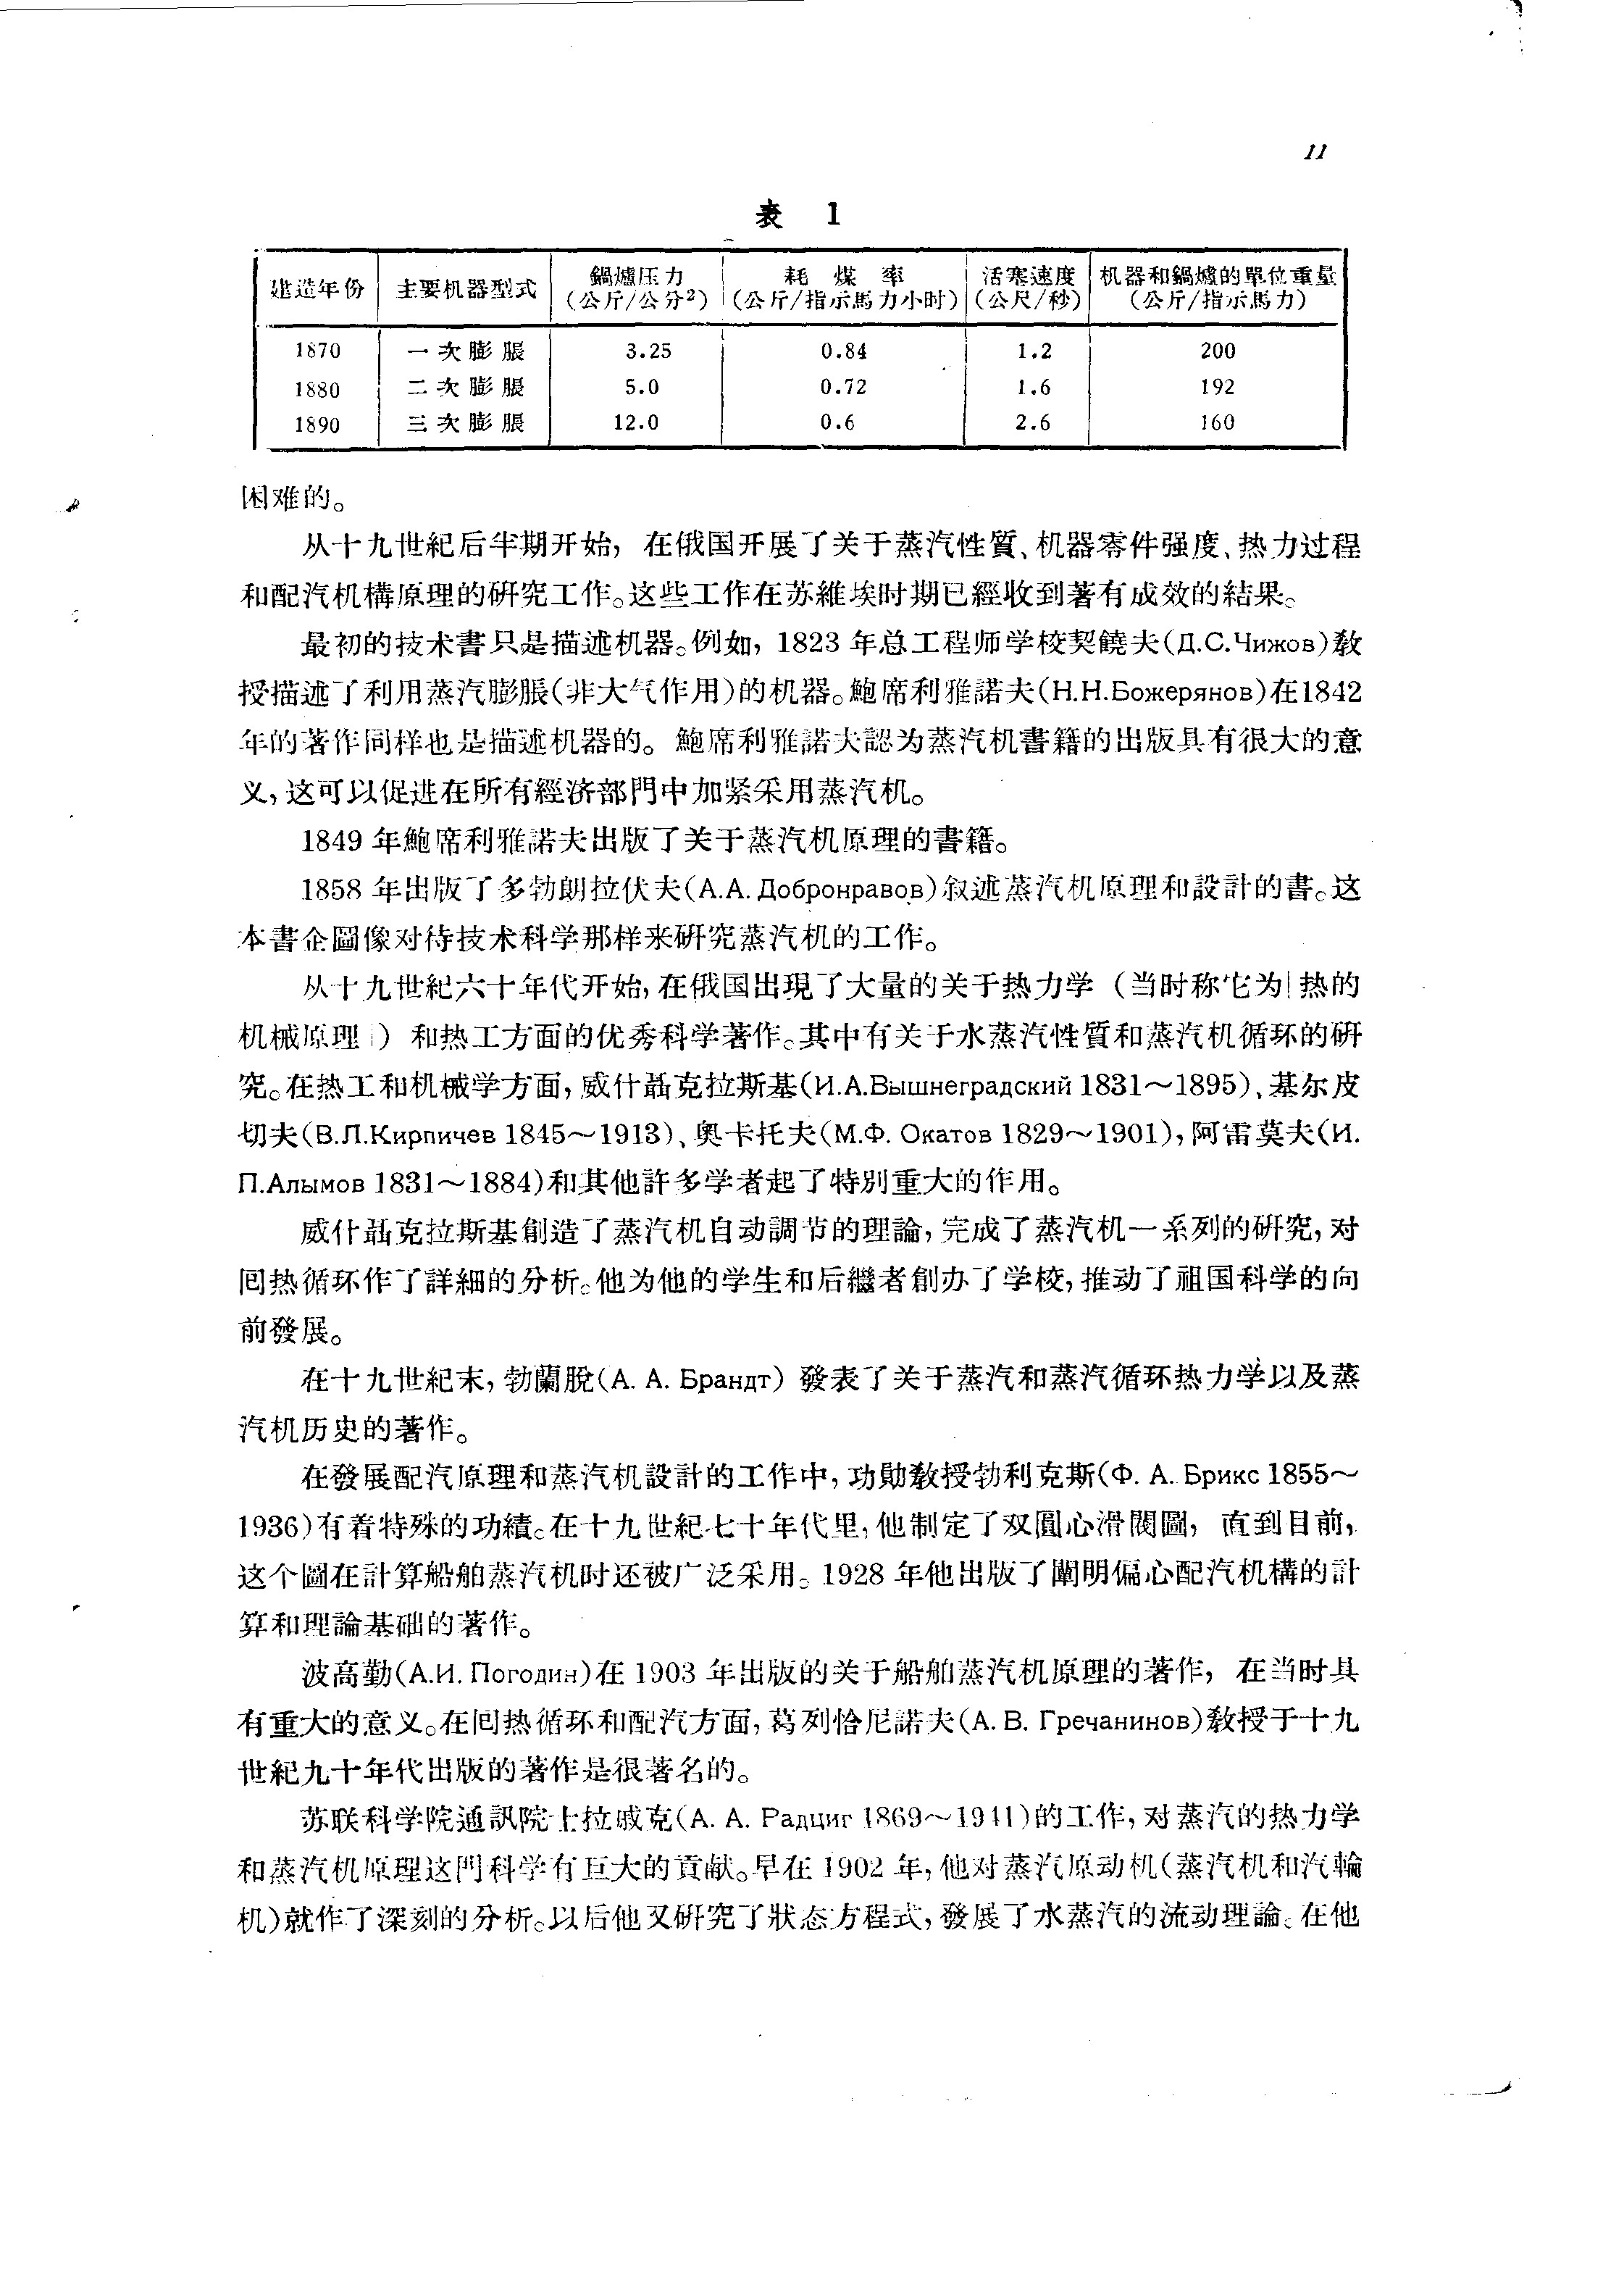 11
表 1
建造年份 主要机器型式 鍋爐压力 (公斤/公分²) 耗煤率 (公斤/指示馬力小时) 活塞速度 (公尺/秒) 机器和鍋爐的單位重量 (公斤/指示馬力)
1870 一次膨脹 3.25 0.84 1.2 200
1880 二次膨脹 5.0 0.72 1.6 192
1890 三次膨脹 12.0 0.6 2.6 160
困难的。
从十九世紀后半期开始，在俄国开展了关于蒸汽性質、机器零件强度、热力过程
和配汽机構原理的研究工作。这些工作在苏維埃时期已經收到著有成效的結果。
最初的技术書只是描述机器。例如，1823 年总工程师学校契饒夫(Д.С.Чижов)敎
授描述了利用蒸汽膨脹(非大气作用)的机器。鮑席利雅諾夫(Н.Н.Божерянов)在1842
年的著作同样也是描述机器的。鮑席利雅諾夫認为蒸汽机書籍的出版具有很大的意
义，这可以促进在所有經济部門中加紧采用蒸汽机。
1849 年鮑席利雅諾夫出版了关于蒸汽机原理的書籍。
1858 年出版了多勃朗拉伏夫(А.А. Добронравов)叙述蒸汽机原理和設計的書。这
本書企圖像对待技术科学那样来研究蒸汽机的工作。
从十九世紀六十年代开始，在俄国出現了大量的关于热力学（当时称它为｢热的
机械原理｣）和热工方面的优秀科学著作。其中有关于水蒸汽性質和蒸汽机循环的研
究。在热工和机械学方面，威什聶克拉斯基(И.А.Вышнеградский 1831～1895)、基尔皮
切夫(В.Л.Кирпичев 1845～1913)、奥卡托夫(М.Ф. Окатов 1829～1901)，阿雷莫夫(И.
П.Алымов 1831～1884)和其他許多学者起了特別重大的作用。
威什聶克拉斯基創造了蒸汽机自动調节的理論，完成了蒸汽机一系列的研究，对
回热循环作了詳細的分析。他为他的学生和后繼者創办了学校，推动了祖国科学的向
前發展。
在十九世紀末，勃蘭脫(А. А. Брандт) 發表了关于蒸汽和蒸汽循环热力学以及蒸
汽机历史的著作。
在發展配汽原理和蒸汽机設計的工作中，功勛敎授勃利克斯(Ф. А. Брикс 1855～
1936)有着特殊的功績。在十九世紀七十年代里，他制定了双圓心滑閥圖，直到目前，
这个圖在計算船舶蒸汽机时还被广泛采用。1928 年他出版了闡明偏心配汽机構的計
算和理論基础的著作。
波高勤(А.И. Погодин)在 1903 年出版的关于船舶蒸汽机原理的著作，在当时具
有重大的意义。在回热循环和配汽方面，葛列恰尼諾夫(А. В. Гречанинов)敎授于十九
世紀九十年代出版的著作是很著名的。
苏联科学院通訊院士拉戚克(А. А. Радциг 1869～1941)的工作，对蒸汽的热力学
和蒸汽机原理这門科学有巨大的貢献。早在 1902 年，他对蒸汽原动机(蒸汽机和汽輪
机)就作了深刻的分析。以后他又研究了狀态方程式，發展了水蒸汽的流动理論。在他